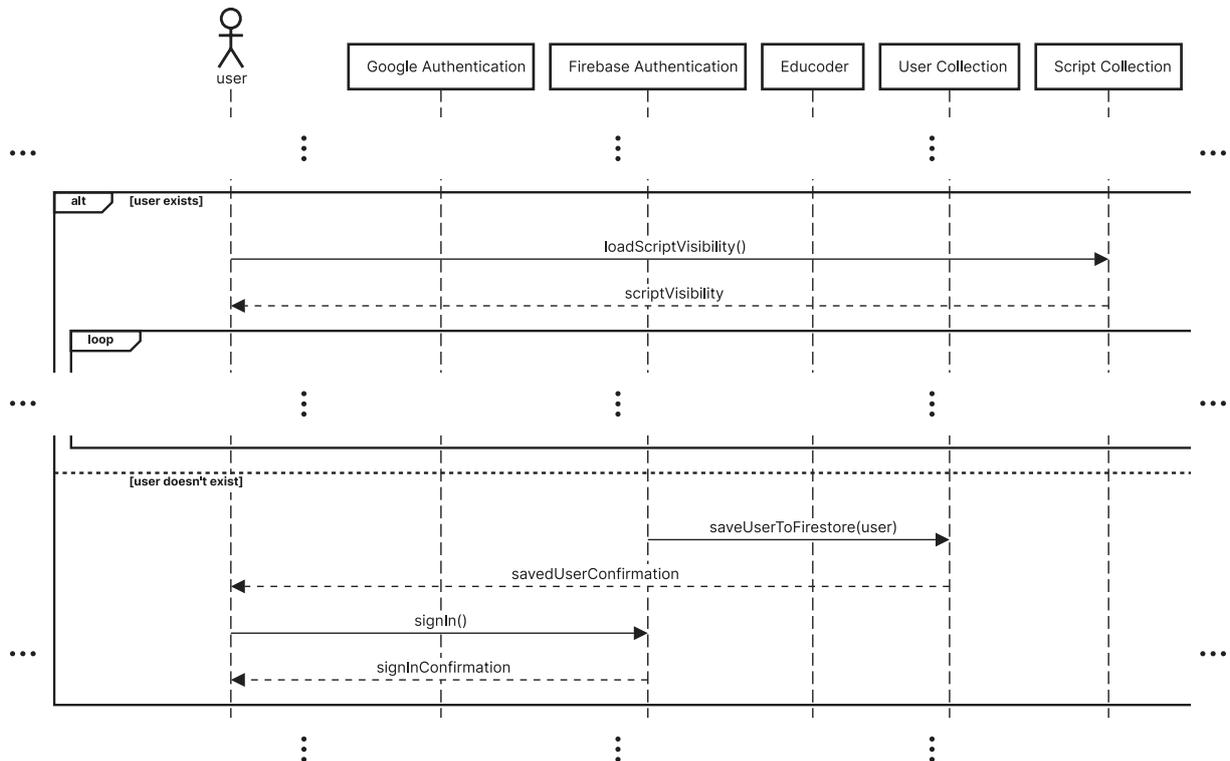 user
Google Authentication
Firebase Authentication
Educoder
User Collection
Script Collection
alt
[user exists]
loadScriptVisibility()
scriptVisibility
loop
[user doesn't exist]
saveUserToFirestore(user)
savedUserConfirmation
signIn()
signInConfirmation